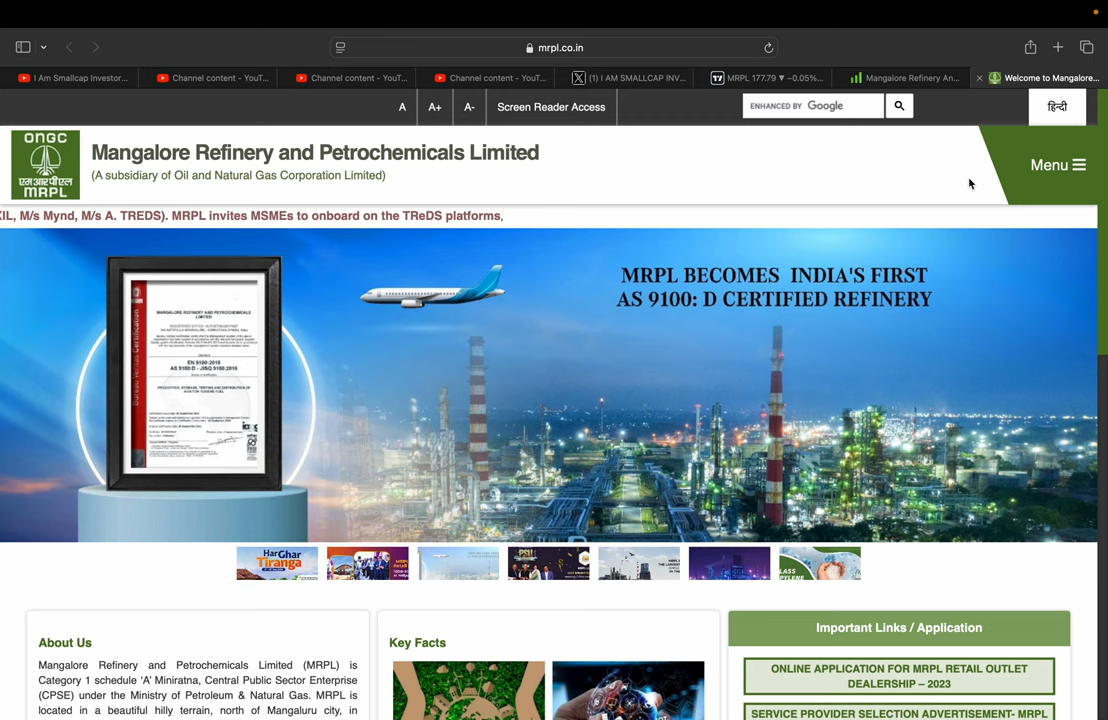 mrpl.co.in
I Am Smallcap Investor...
Channel content - YouT...
Channel content - YouT...
Channel content - YouT...
(1) I AM SMALLCAP INV...
MRPL 177.79 ▼ −0.05%...
Mangalore Refinery An...
Welcome to Mangalore...
A
A+
A-
Screen Reader Access
ENHANCED BY Google
हिन्दी
ONGC
एमआरपीएल
MRPL
Mangalore Refinery and Petrochemicals Limited
(A subsidiary of Oil and Natural Gas Corporation Limited)
Menu
XIL, M/s Mynd, M/s A. TREDS). MRPL invites MSMEs to onboard on the TReDS platforms,
MRPL BECOMES INDIA'S FIRST
AS 9100: D CERTIFIED REFINERY
MANGALORE REFINERY AND PETROCHEMICALS
LIMITED
EN 9100:2018
AS 9100:D - JISQ 9100:2016
Har Ghar
Tiranga
PSU
About Us
Mangalore Refinery and Petrochemicals Limited (MRPL) is
Category 1 schedule ‘A’ Miniratna, Central Public Sector Enterprise
(CPSE) under the Ministry of Petroleum & Natural Gas. MRPL is
located in a beautiful hilly terrain, north of Mangaluru city, in
Key Facts
Important Links / Application
ONLINE APPLICATION FOR MRPL RETAIL OUTLET
DEALERSHIP – 2023
SERVICE PROVIDER SELECTION ADVERTISEMENT- MRPL